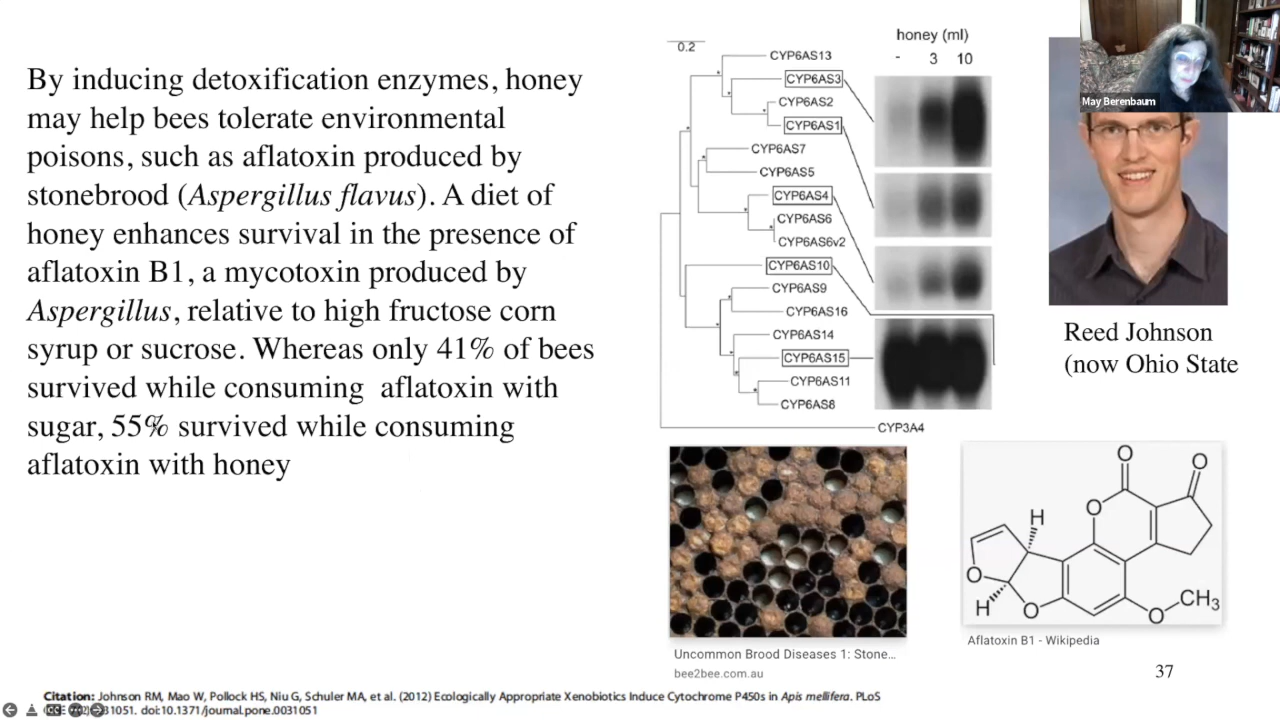 By inducing detoxification enzymes, honey
may help bees tolerate environmental
poisons, such as aflatoxin produced by
stonebrood (Aspergillus flavus). A diet of
honey enhances survival in the presence of
aflatoxin B1, a mycotoxin produced by
Aspergillus, relative to high fructose corn
syrup or sucrose. Whereas only 41% of bees
survived while consuming aflatoxin with
sugar, 55% survived while consuming
aflatoxin with honey
0.2
CYP6AS13
CYP6AS3
CYP6AS2
CYP6AS1
CYP6AS7
CYP6AS5
CYP6AS4
CYP6AS6
CYP6AS6v2
CYP6AS10
CYP6AS9
CYP6AS16
CYP6AS14
CYP6AS15
CYP6AS11
CYP6AS8
CYP3A4
honey (ml)
- 3 10
May Berenbaum
Reed Johnson
(now Ohio State
Uncommon Brood Diseases 1: Stone...
bee2bee.com.au
O
O
O
H
O
H
O
O
CH3
Aflatoxin B1 - Wikipedia
37
Citation: Johnson RM, Mao W, Pollock HS, Niu G, Schuler MA, et al. (2012) Ecologically Appropriate Xenobiotics Induce Cytochrome P450s in Apis mellifera. PLoS
31051. doi:10.1371/journal.pone.0031051